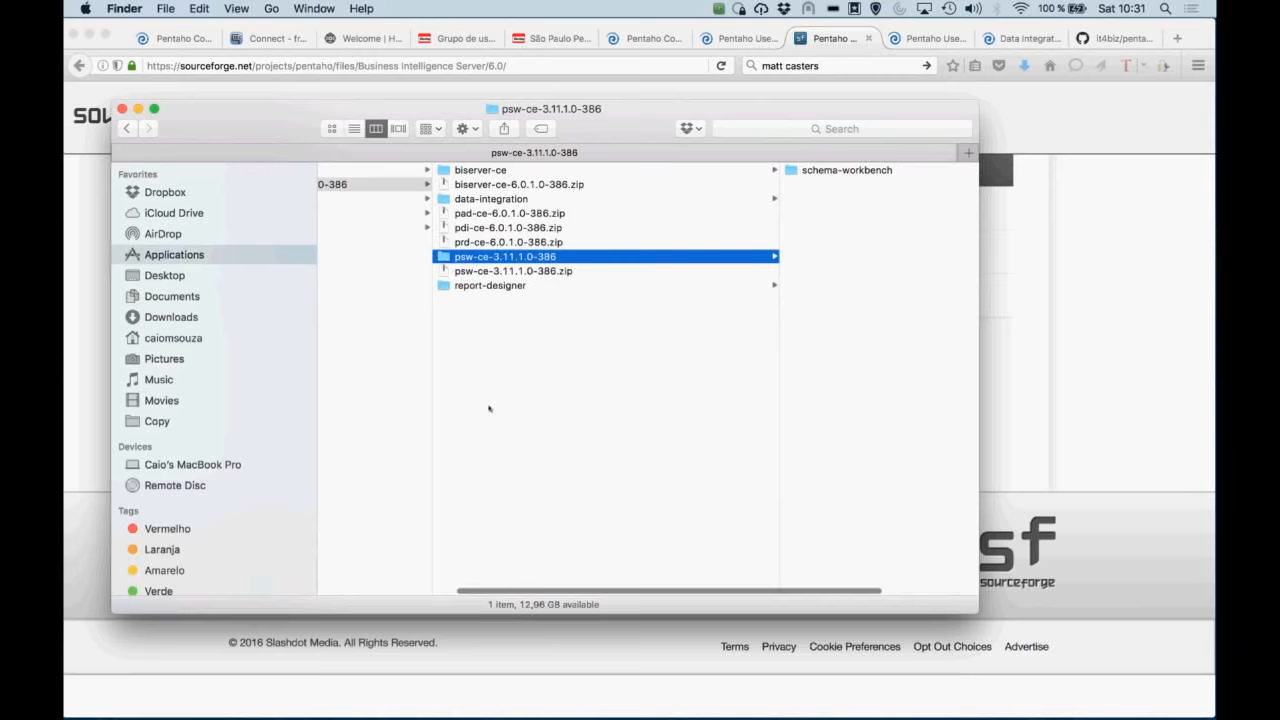 Finder File Edit View Go Window Help 100 % Sat 10:31
Pentaho Co... Connect - fr... Welcome | H... Grupo de us... São Paulo Pe... Pentaho Co... Pentaho Use... Pentaho ... Pentaho Use... Data Integrat... it4biz/penta...
https://sourceforge.net/projects/pentaho/files/Business Intelligence Server/6.0/ matt casters
sou
psw-ce-3.11.1.0-386
Search
psw-ce-3.11.1.0-386
Favorites
Dropbox
iCloud Drive
AirDrop
Applications
Desktop
Documents
Downloads
caiomsouza
Pictures
Music
Movies
Copy
Devices
Caio's MacBook Pro
Remote Disc
Tags
Vermelho
Laranja
Amarelo
Verde
0-386
biserver-ce
biserver-ce-6.0.1.0-386.zip
data-integration
pad-ce-6.0.1.0-386.zip
pdi-ce-6.0.1.0-386.zip
prd-ce-6.0.1.0-386.zip
psw-ce-3.11.1.0-386
psw-ce-3.11.1.0-386.zip
report-designer
schema-workbench
1 item, 12,96 GB available
sf
sourceforge
© 2016 Slashdot Media. All Rights Reserved.
Terms Privacy Cookie Preferences Opt Out Choices Advertise